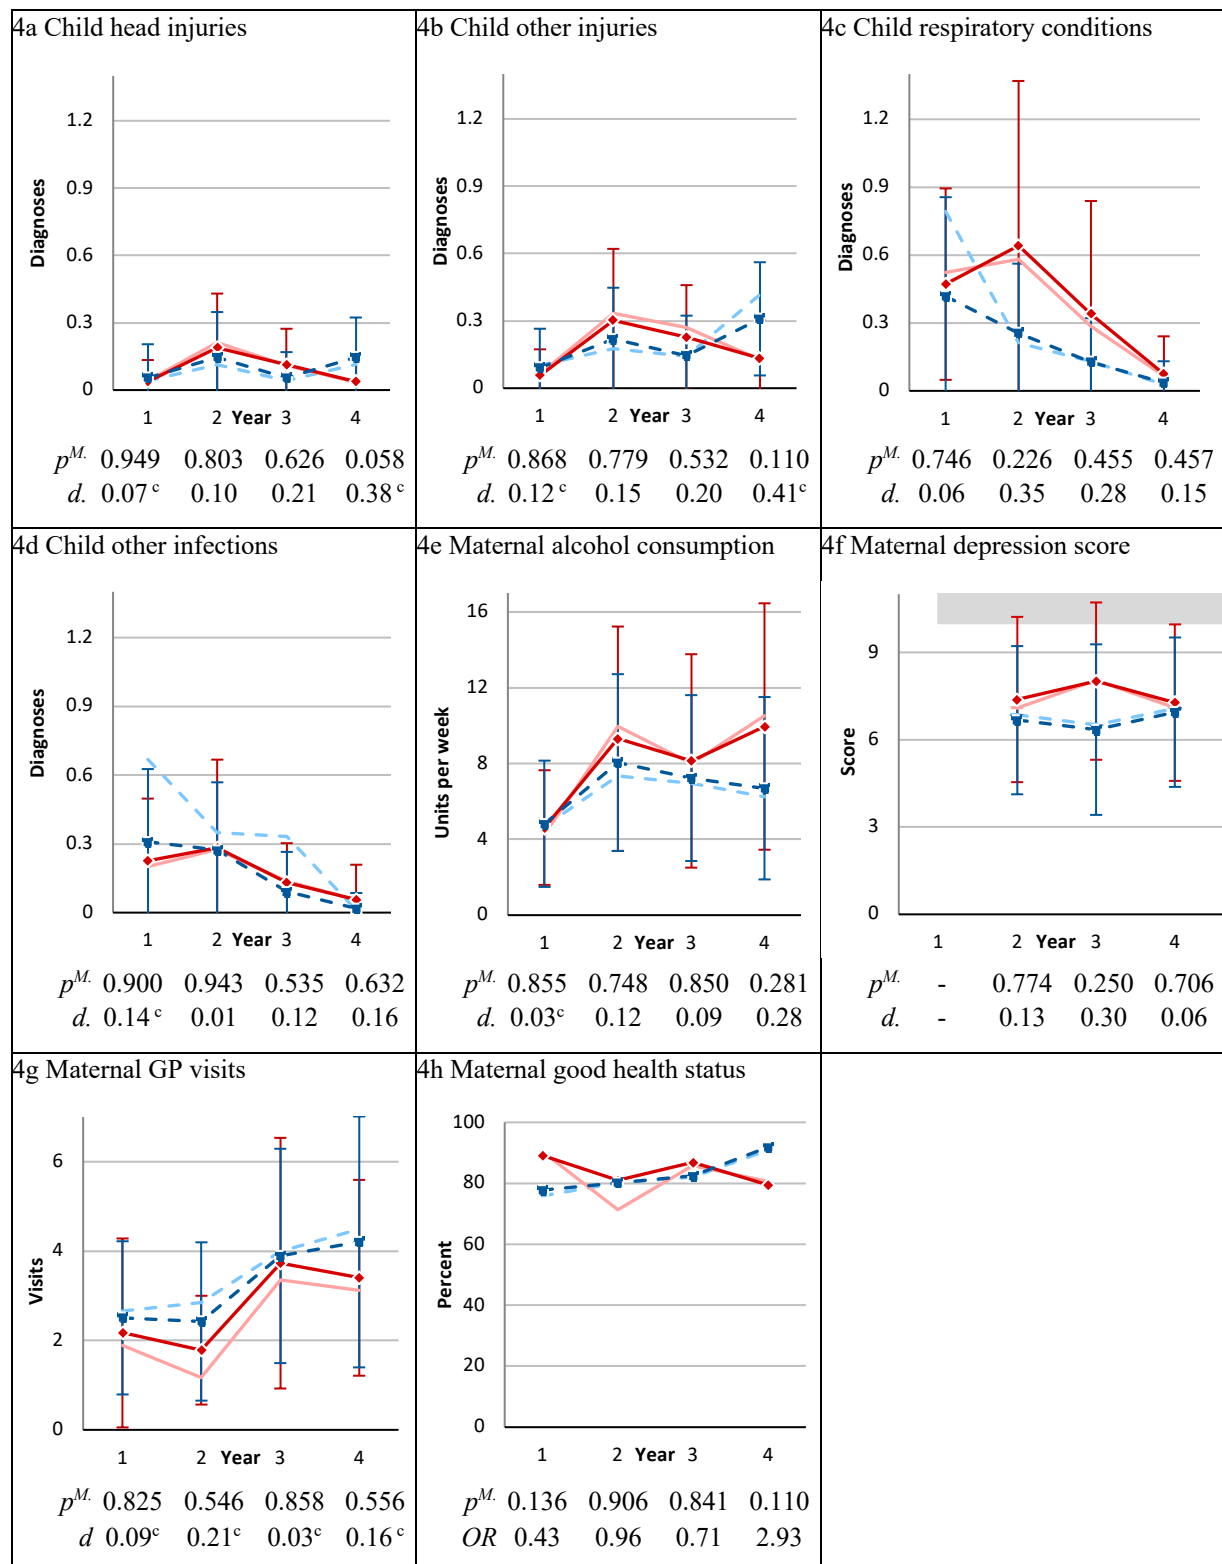 4a Child head injuries
1.2
0.9
0.6
0.3
0
Diagnoses
1 2 Year 3 4
pM. 0.949 0.803 0.626 0.058
d. 0.07 c 0.10 0.21 0.38 c
4b Child other injuries
1.2
0.9
0.6
0.3
0
Diagnoses
1 2 Year 3 4
pM. 0.868 0.779 0.532 0.110
d. 0.12 c 0.15 0.20 0.41c
4c Child respiratory conditions
1.2
0.9
0.6
0.3
0
Diagnoses
1 2 Year 3 4
pM. 0.746 0.226 0.455 0.457
d. 0.06 0.35 0.28 0.15
4d Child other infections
1.2
0.9
0.6
0.3
0
Diagnoses
1 2 Year 3 4
pM. 0.900 0.943 0.535 0.632
d. 0.14 c 0.01 0.12 0.16
4e Maternal alcohol consumption
16
12
8
4
0
Units per week
1 2 Year 3 4
pM. 0.855 0.748 0.850 0.281
d. 0.03c 0.12 0.09 0.28
4f Maternal depression score
9
6
3
0
Score
1 2 Year 3 4
pM. - 0.774 0.250 0.706
d. - 0.13 0.30 0.06
4g Maternal GP visits
6
4
2
0
Visits
1 2 Year 3 4
pM. 0.825 0.546 0.858 0.556
d 0.09c 0.21c 0.03c 0.16 c
4h Maternal good health status
100
80
60
40
20
0
Percent
1 2 Year 3 4
pM. 0.136 0.906 0.841 0.110
OR 0.43 0.96 0.71 2.93